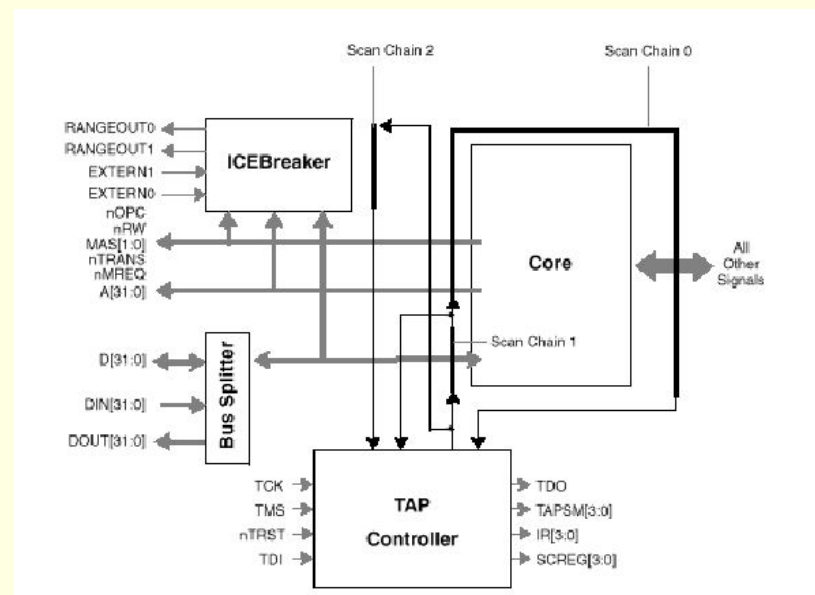 Scan Chain 2
Scan Chain 0
RANGEOUT0
RANGEOUT1
EXTERN1
EXTERN0
nOPC
nRW
MAS[1:0]
nTRANS
nMREQ
A[31:0]
ICEBreaker
Core
All
Other
Signals
Scan Chain 1
D[31:0]
DIN[31:0]
DOUT[31:0]
Bus Splitter
TCK
TMS
nTRST
TDI
TAP
Controller
TDO
TAPSM[3:0]
IR[3:0]
SCREG[3:0]